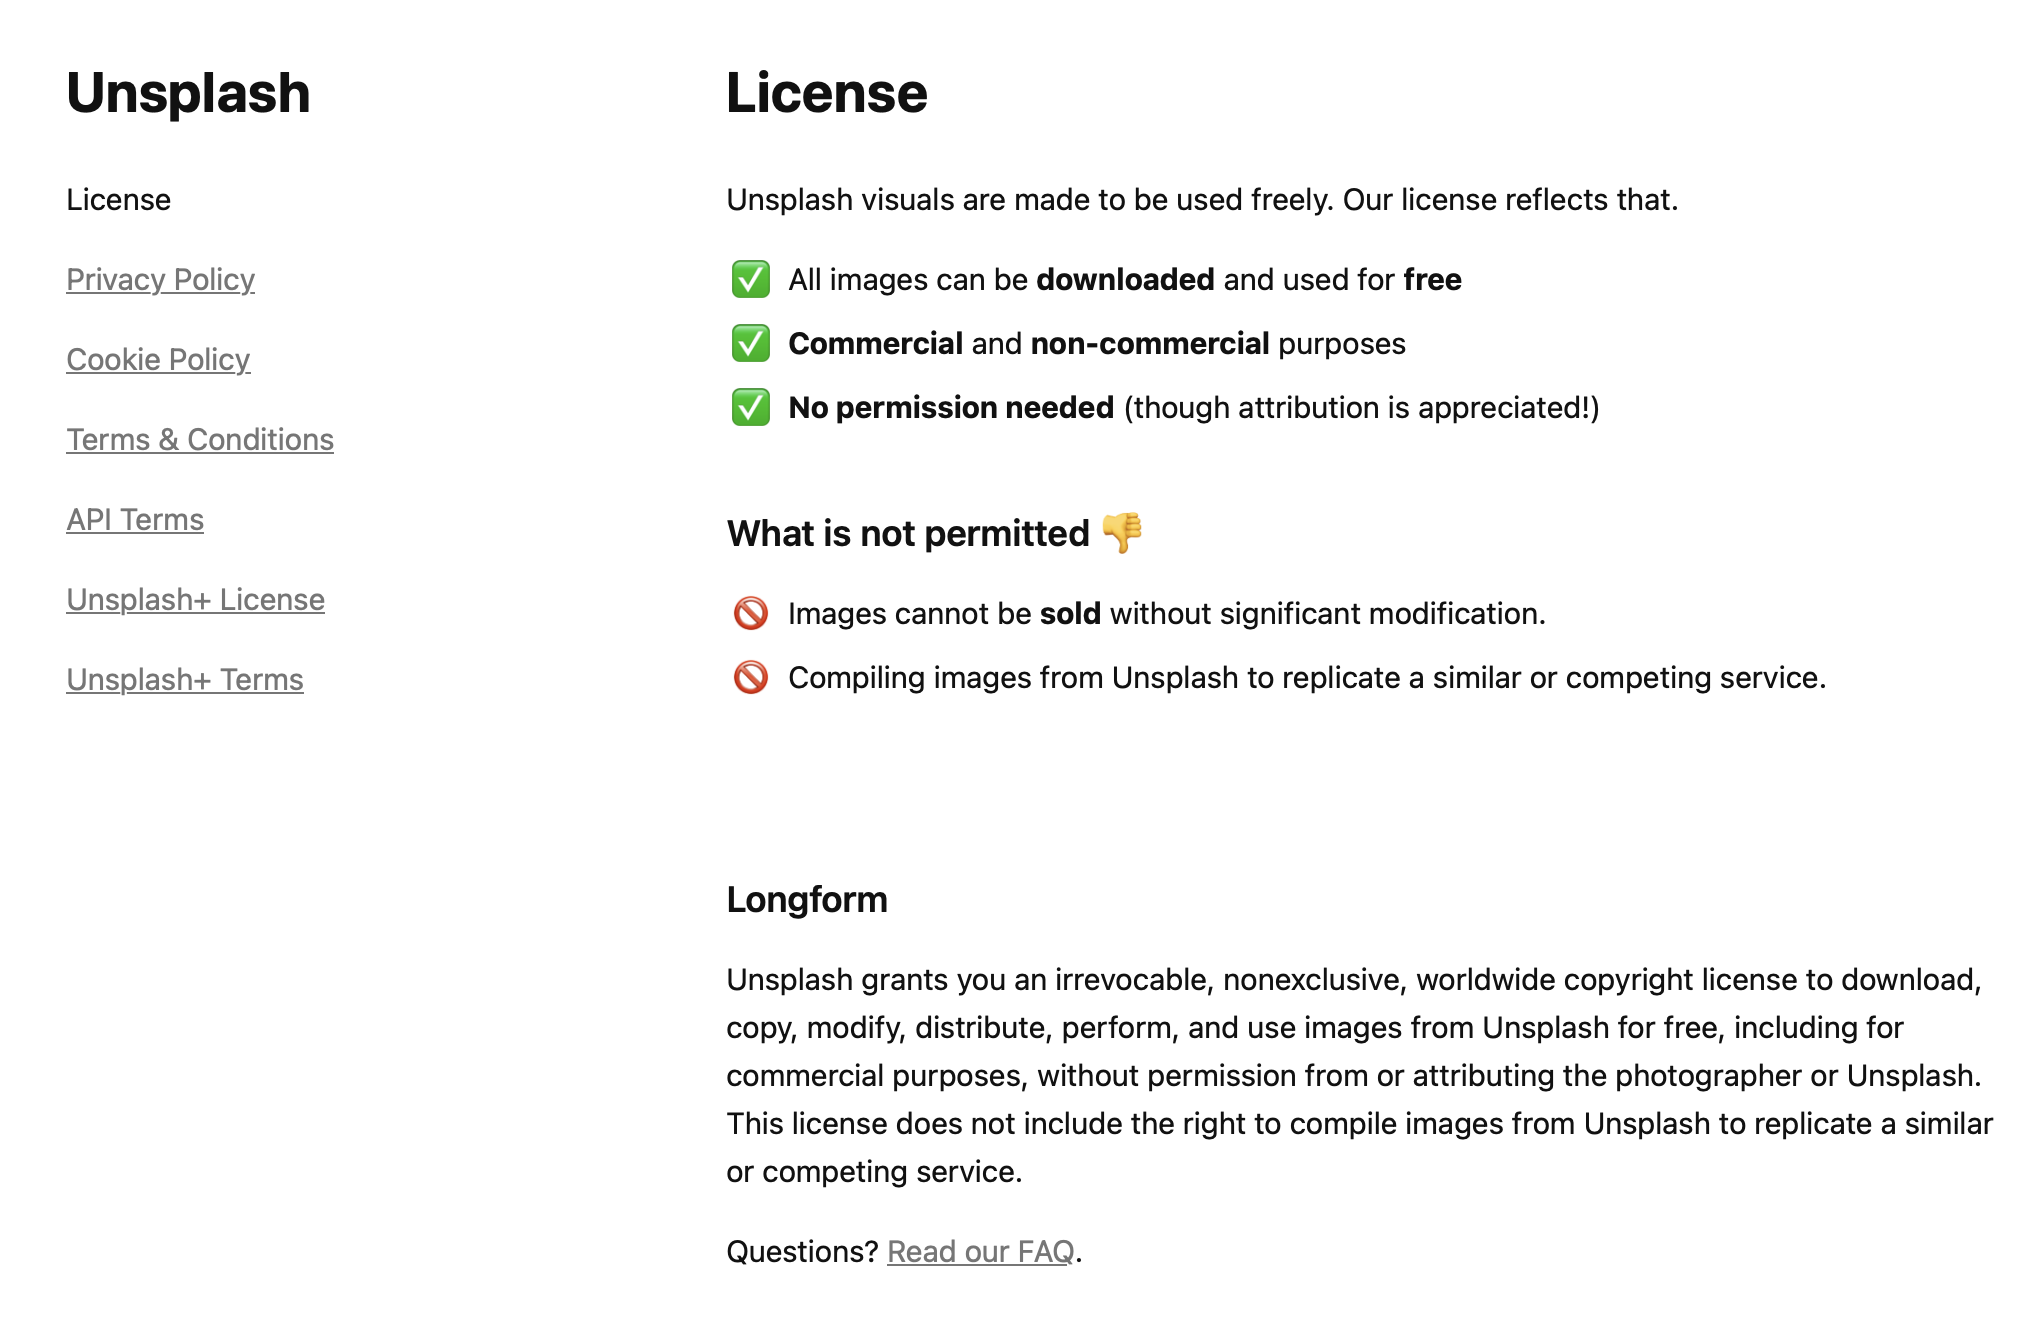 Unsplash
License
Privacy Policy
Cookie Policy
Terms & Conditions
API Terms
Unsplash+ License
Unsplash+ Terms
License
Unsplash visuals are made to be used freely. Our license reflects that.
✅ All images can be downloaded and used for free
✅ Commercial and non-commercial purposes
✅ No permission needed (though attribution is appreciated!)
What is not permitted 👎
🚫 Images cannot be sold without significant modification.
🚫 Compiling images from Unsplash to replicate a similar or competing service.
Longform
Unsplash grants you an irrevocable, nonexclusive, worldwide copyright license to download,
copy, modify, distribute, perform, and use images from Unsplash for free, including for
commercial purposes, without permission from or attributing the photographer or Unsplash.
This license does not include the right to compile images from Unsplash to replicate a similar
or competing service.
Questions? Read our FAQ.